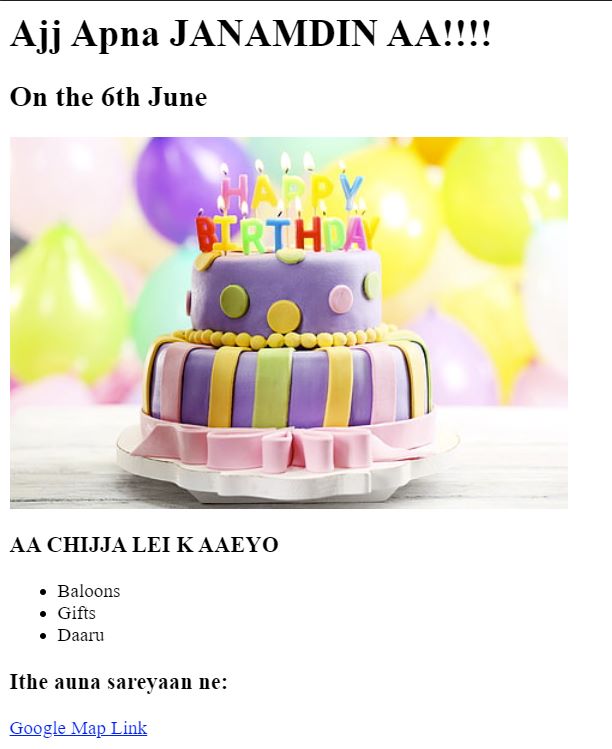 Ajj Apna JANAMDIN AA!!!!
On the 6th June
HAPPY
BIRTHDAY
AA CHIJJA LEI K AAEYO
Baloons
Gifts
Daaru
Ithe auna sareyaan ne:
Google Map Link